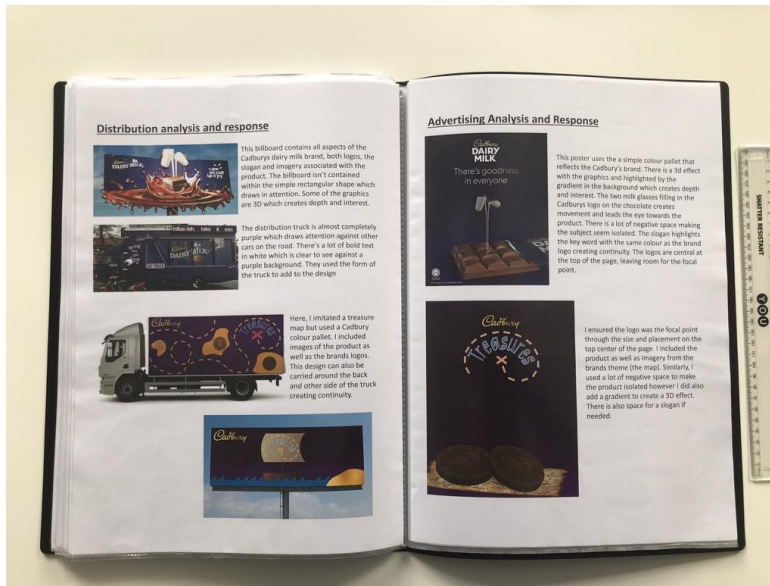 Distribution analysis and response
This billboard contains all aspects of the
Cadburys dairy milk brand, both logos, the
slogan and imagery associated with the
product. The billboard isn't contained
within the simple rectangular shape which
draws in attention. Some of the graphics
are 3D which creates depth and interest.
DAIRY MILK
The distribution truck is almost completely
purple which draws attention against other
cars on the road. There's a lot of bold text
in white which is clear to see against a
purple background. They used the form of
the truck to add to the design
DAIRY MILK
Here, I imitated a treasure
map but used a Cadbury
colour pallet. I included
images of the product as
well as the brands logos.
This design can also be
carried around the back
and other side of the truck
creating continuity.
Cadbury
Treasures
Cadbury
Advertising Analysis and Response
Cadbury
DAIRY
MILK
There's goodness
in everyone
This poster uses the a simple colour pallet that
reflects the Cadbury's brand. There is a 3d effect
with the graphics and highlighted by the
gradient in the background which creates depth
and interest. The two milk glasses filling in the
Cadburys logo on the chocolate creates
movement and leads the eye towards the
product. There is a lot of negative space making
the subject seem isolated. The slogan highlights
the key word with the same colour as the brand
logo creating continuity. The logos are central at
the top of the page, leaving room for the focal
point.
Cadbury
Treasures
I ensured the logo was the focal point
through the size and placement on the
top center of the page. I included the
product as well as imagery from the
brands theme (the map). Similarly, I
used a lot of negative space to make
the product isolated however I did also
add a gradient to create a 3D effect.
There is also space for a slogan if
needed.
SHATTER RESISTANT
YOU